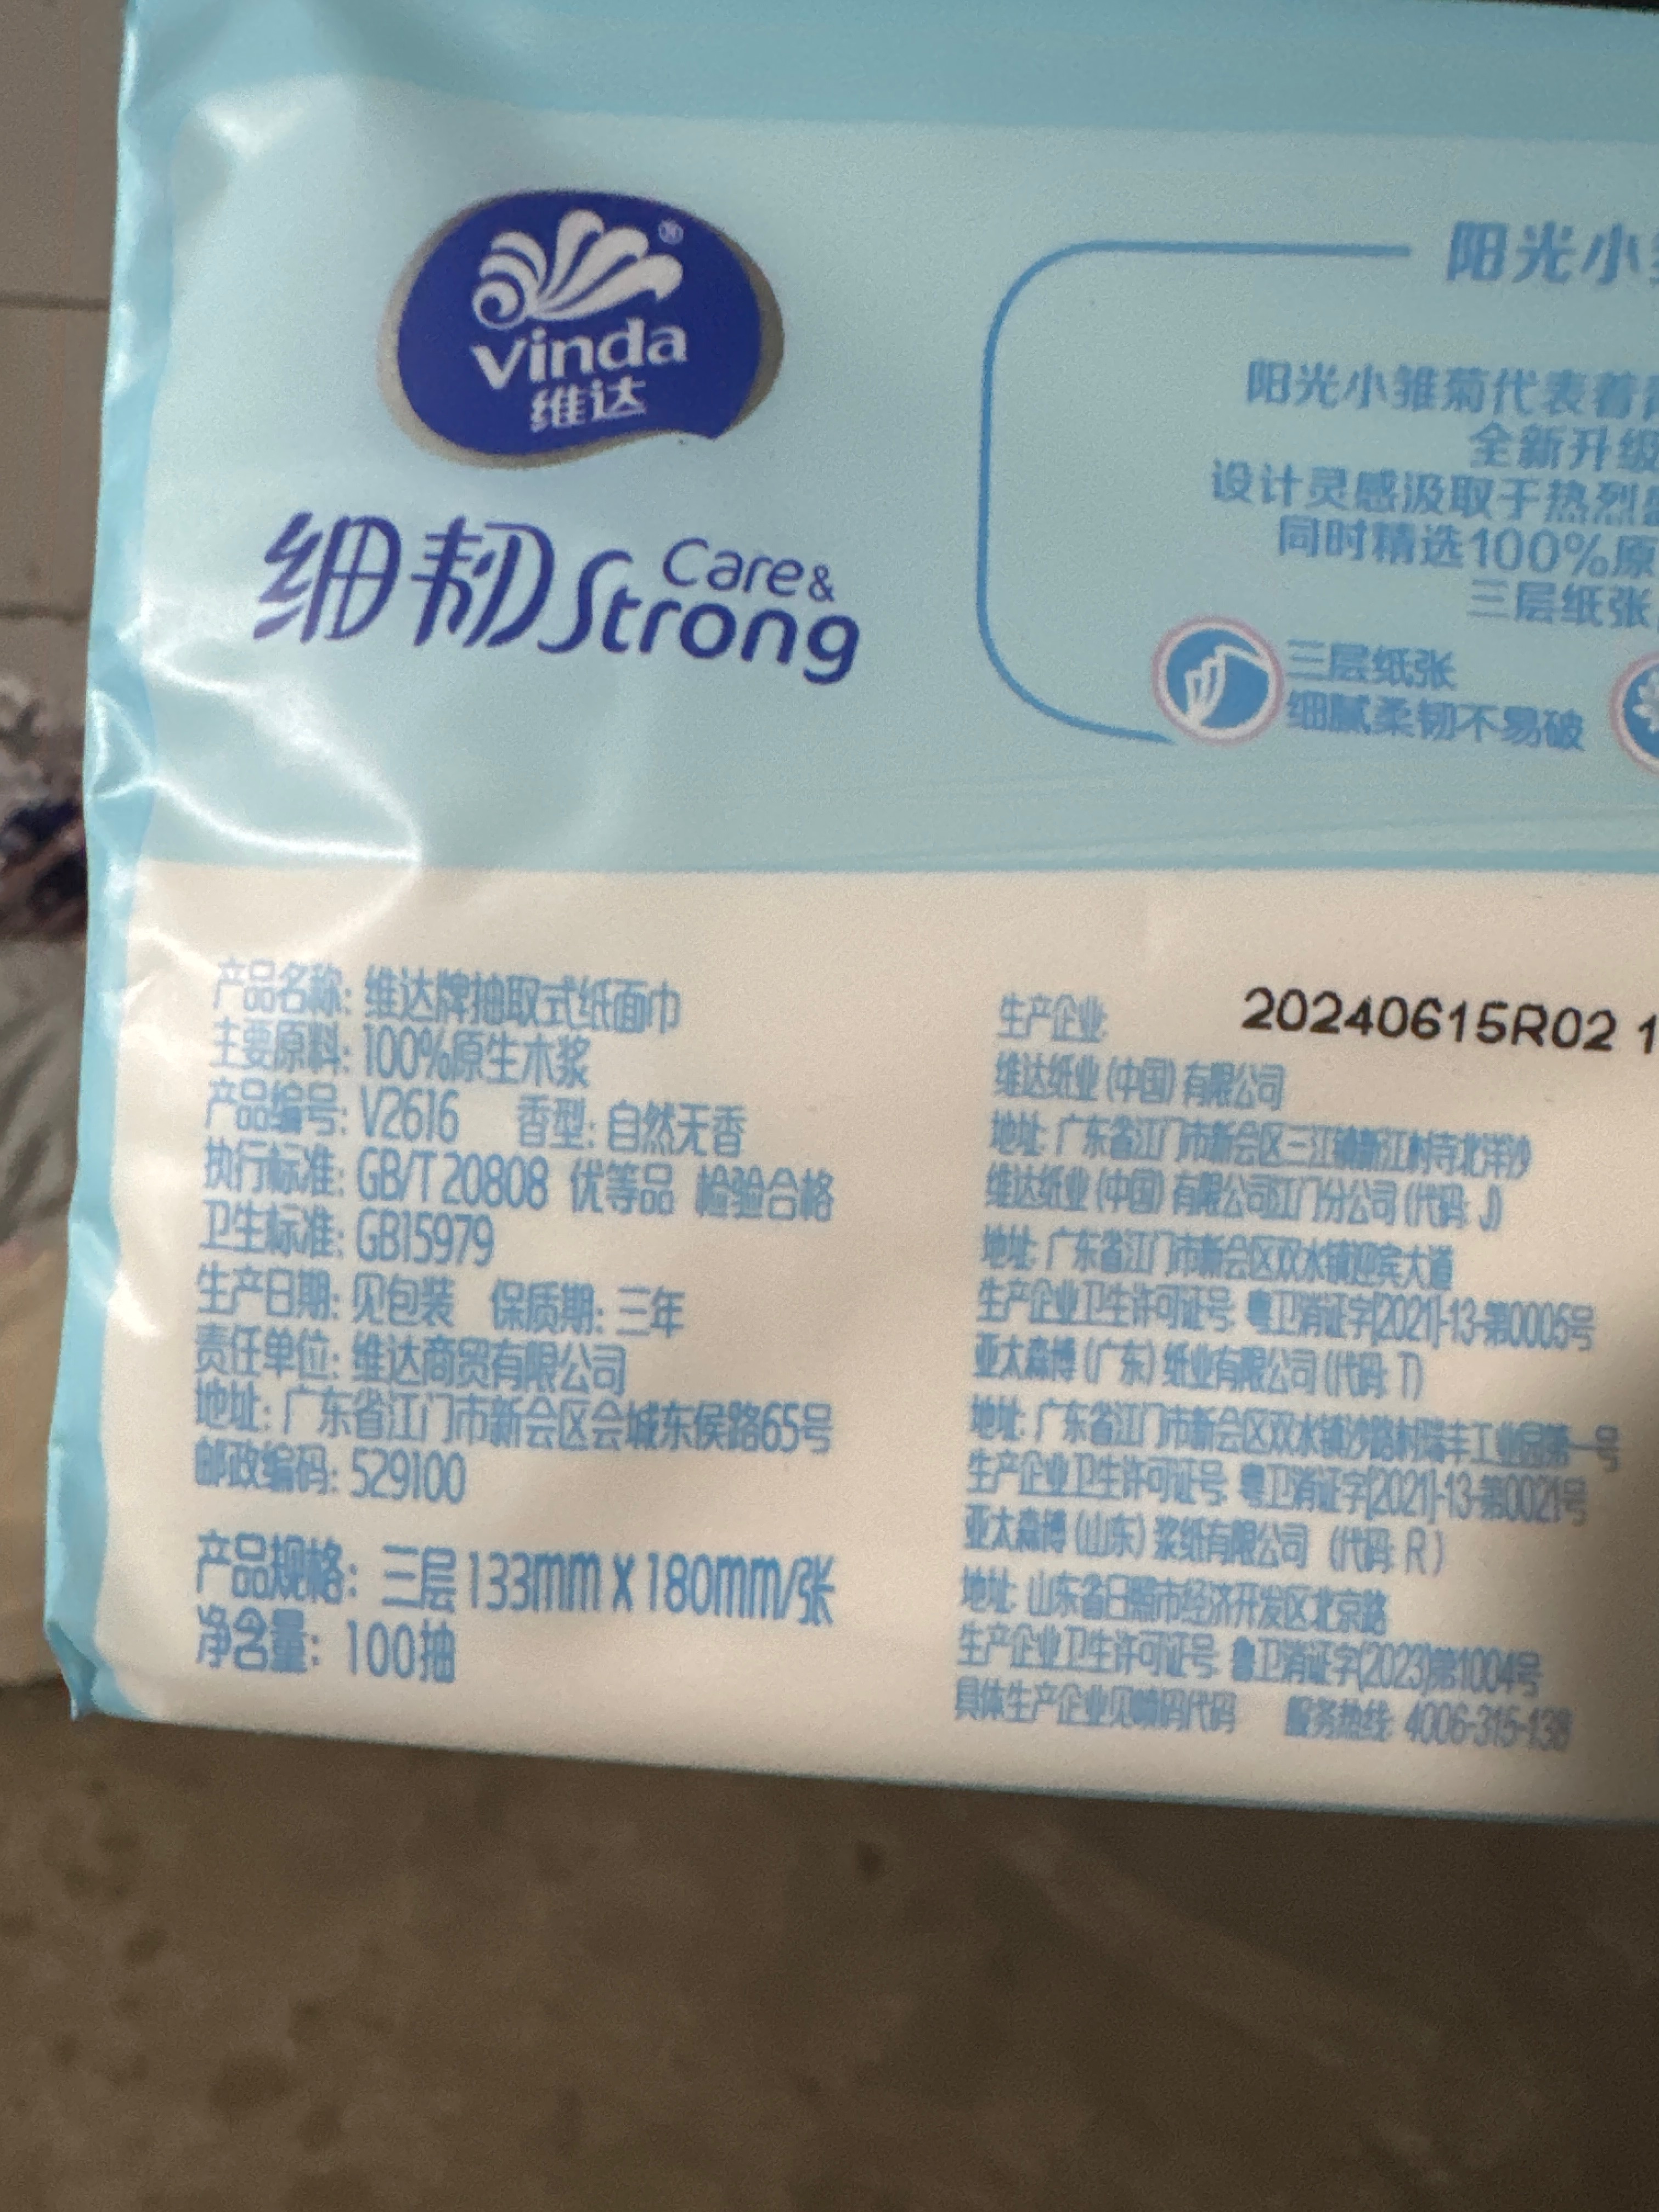 Vinda®
维达
细韧 Care & Strong
阳光小
阳光小雏菊代表着
全新升级
设计灵感汲取于热烈
同时精选100%原
三层纸张
三层纸张
细腻柔韧不易破
产品名称: 维达牌抽取式纸面巾
主要原料: 100%原生木浆
产品编号: V2616 香型: 自然无香
执行标准: GB/T 20808 优等品 检验合格
卫生标准: GB15979
生产日期: 见包装 保质期: 三年
责任单位: 维达商贸有限公司
地址: 广东省江门市新会区会城东侯路65号
邮政编码: 529100
产品规格: 三层 133mm X 180mm/张
净含量: 100抽
20240615R02 1
生产企业:
维达纸业 (中国) 有限公司
地址: 广东省江门市新会区三江镇新江村寺北洋沙
维达纸业 (中国) 有限公司江门分公司 (代码: J)
地址: 广东省江门市新会区双水镇迎宾大道
生产企业卫生许可证号: 粤卫消证字[2021]-13-第0005号
亚太森博 (广东) 纸业有限公司 (代码: T)
地址: 广东省江门市新会区双水镇沙路村瑞丰工业园第一号
生产企业卫生许可证号: 粤卫消证字[2021]-13-第0021号
亚太森博 (山东) 浆纸有限公司 (代码: R)
地址: 山东省日照市经济开发区北京路
生产企业卫生许可证号: 鲁卫消证字(2023)第1004号
具体生产企业见喷码代码 服务热线: 4006-315-138